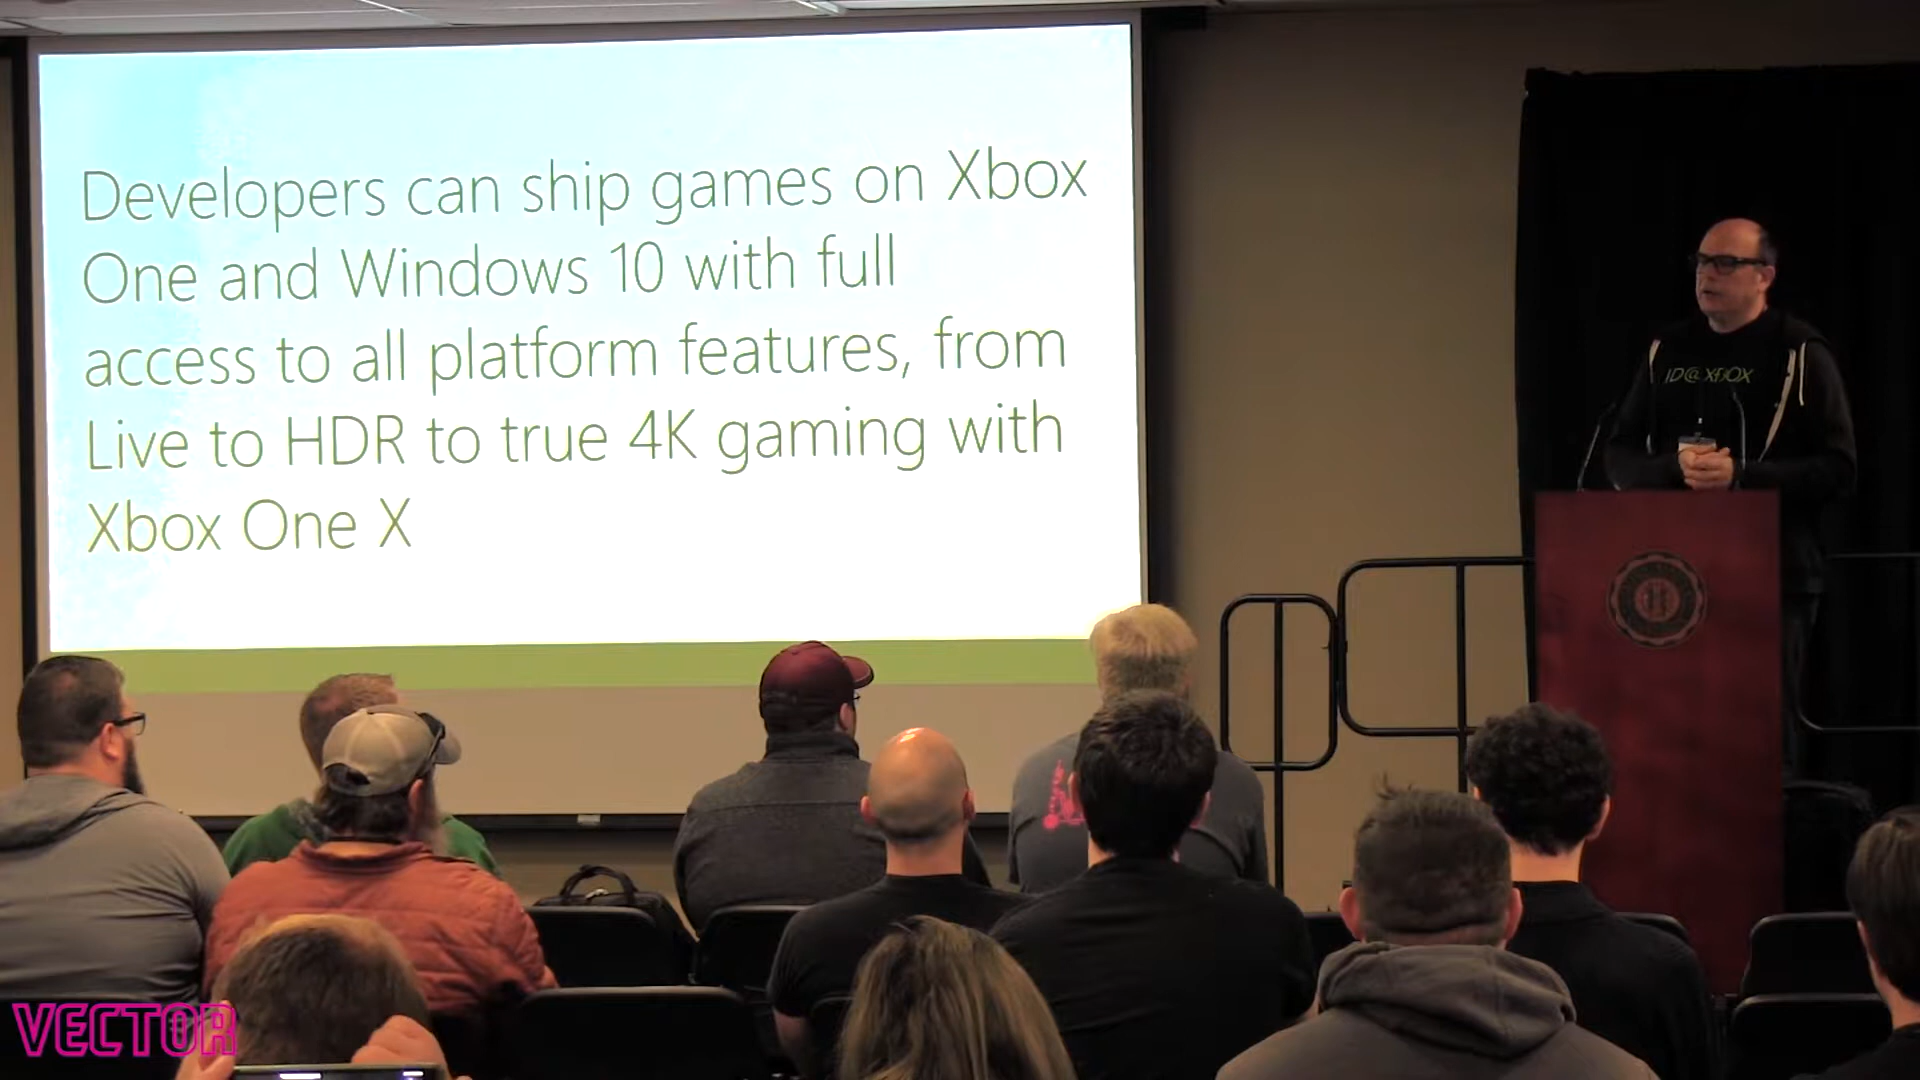 Developers can ship games on Xbox
One and Windows 10 with full
access to all platform features, from
Live to HDR to true 4K gaming with
Xbox One X
ID@XBOX
VECTOR